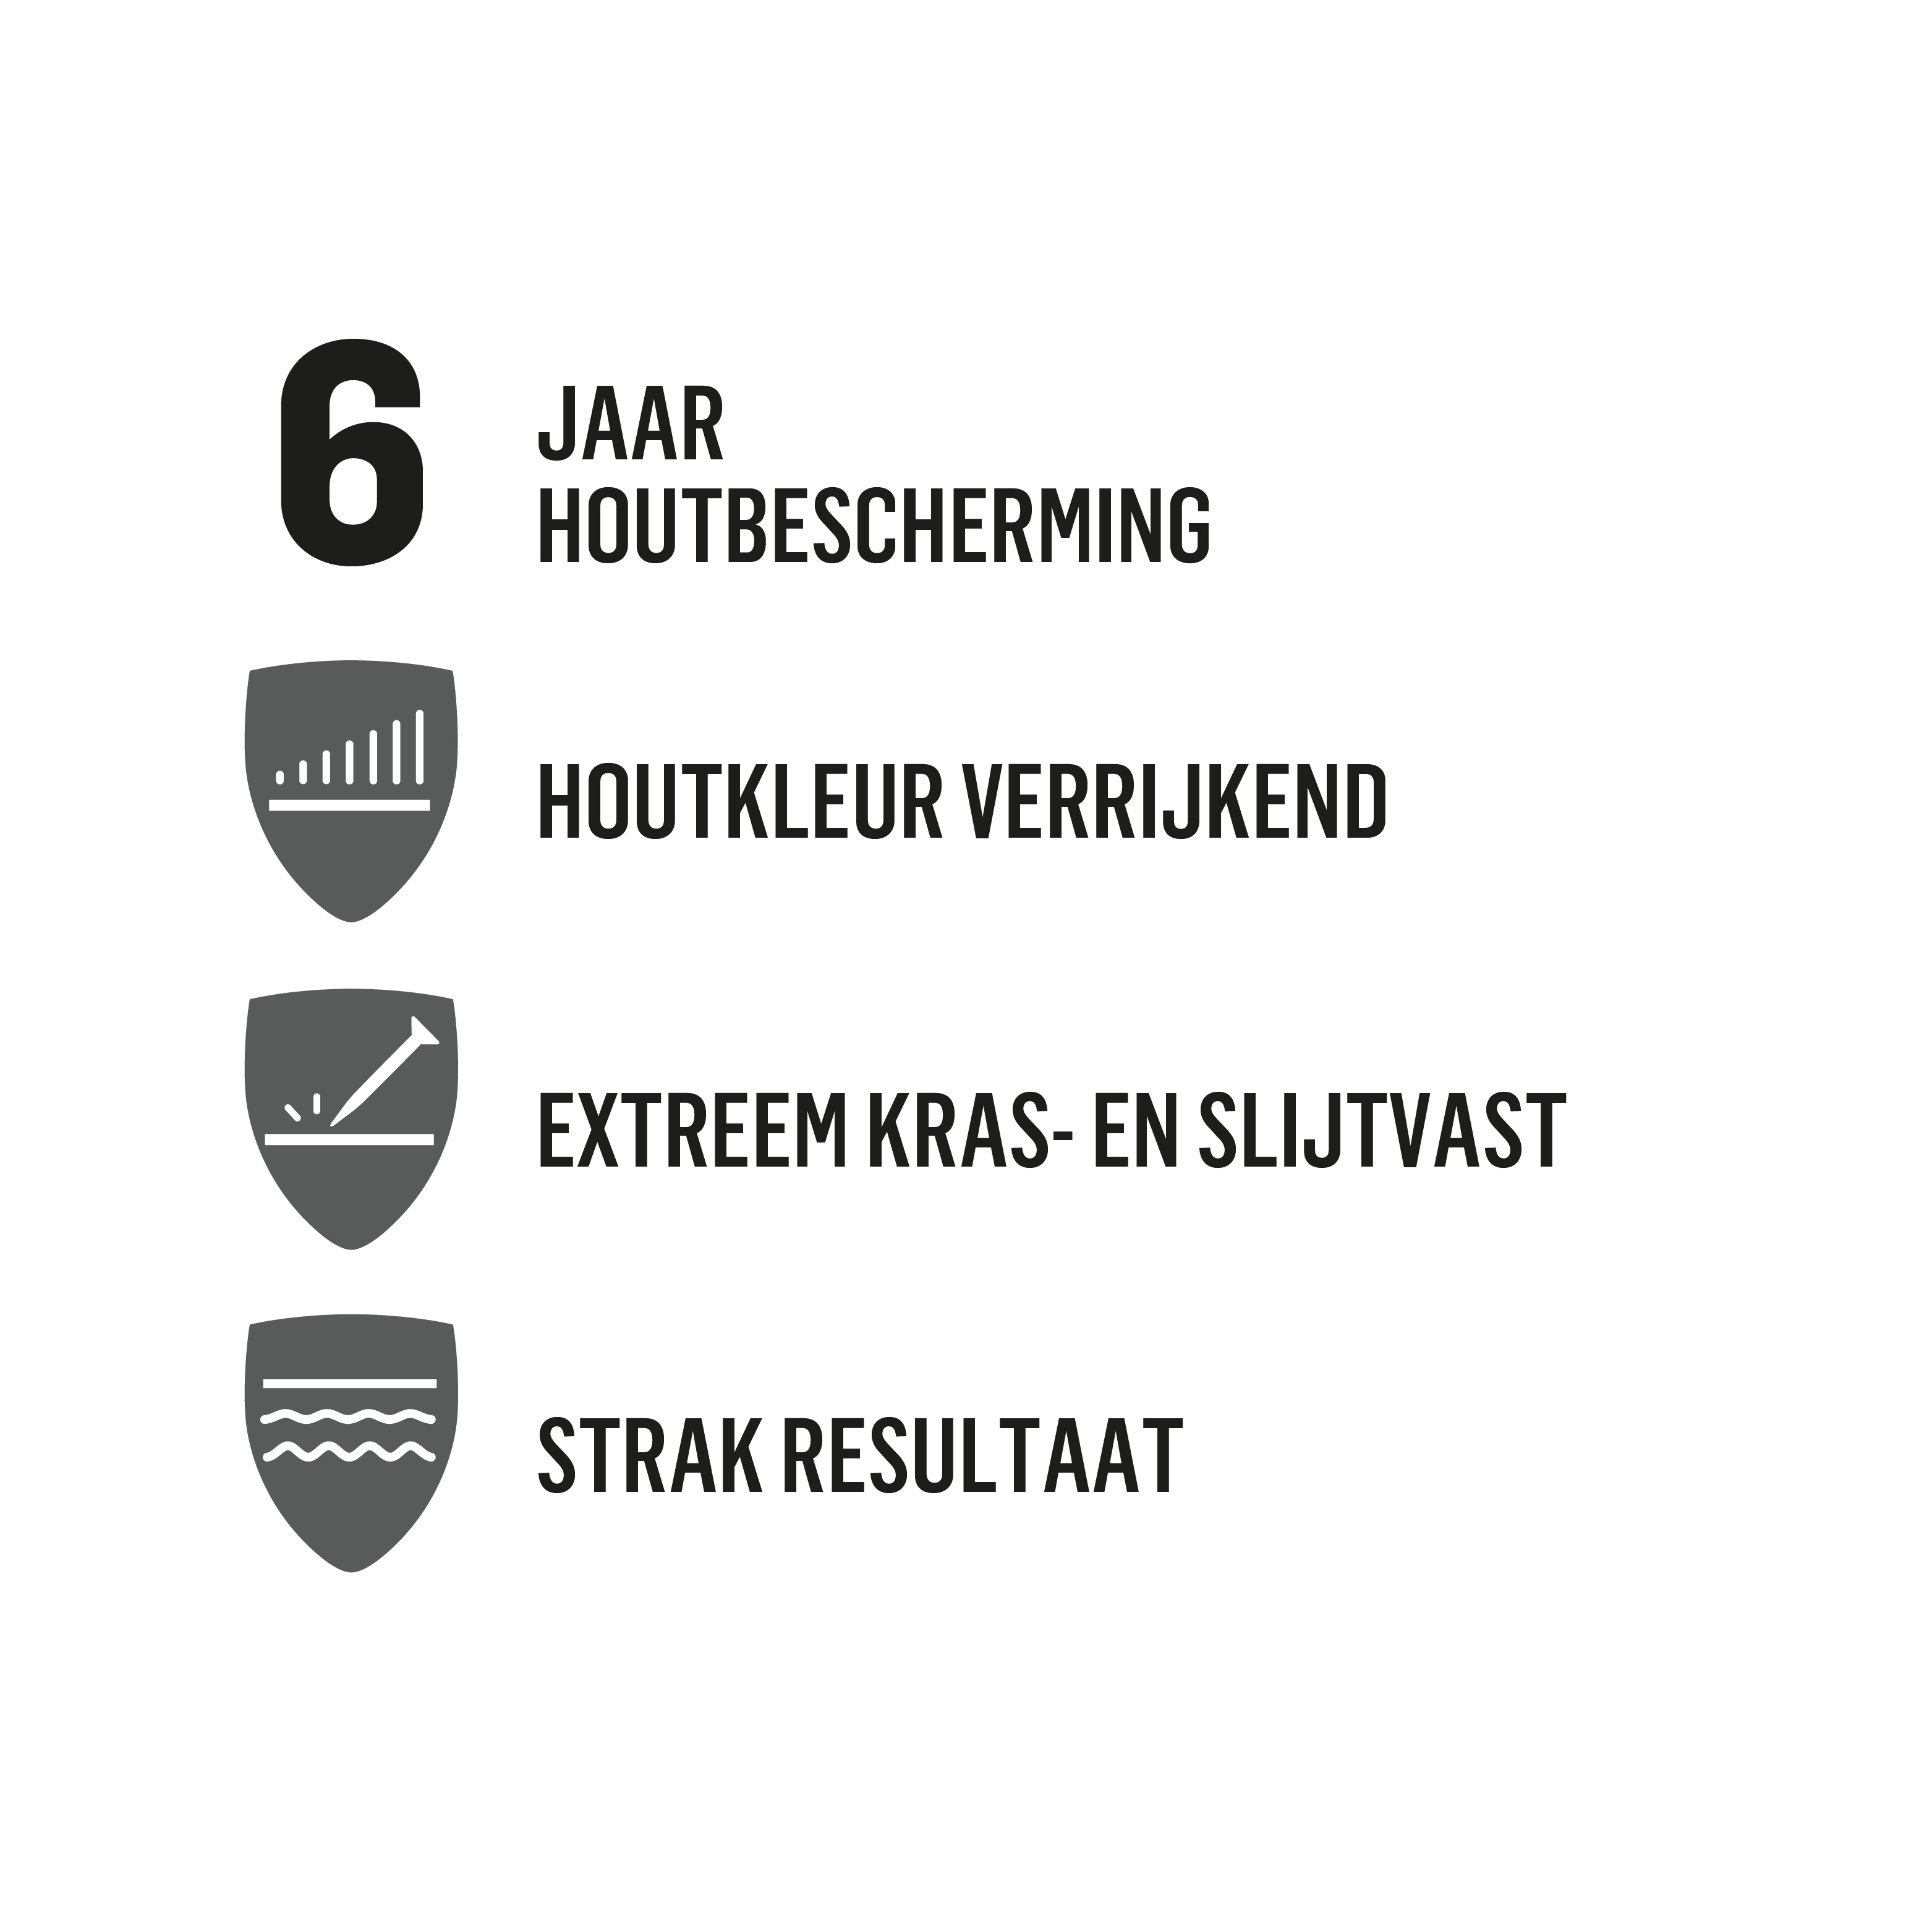 6 JAAR
HOUTBESCHERMING
HOUTKLEUR VERRIJKEND
EXTREEM KRAS- EN SLIJTVAST
STRAK RESULTAAT